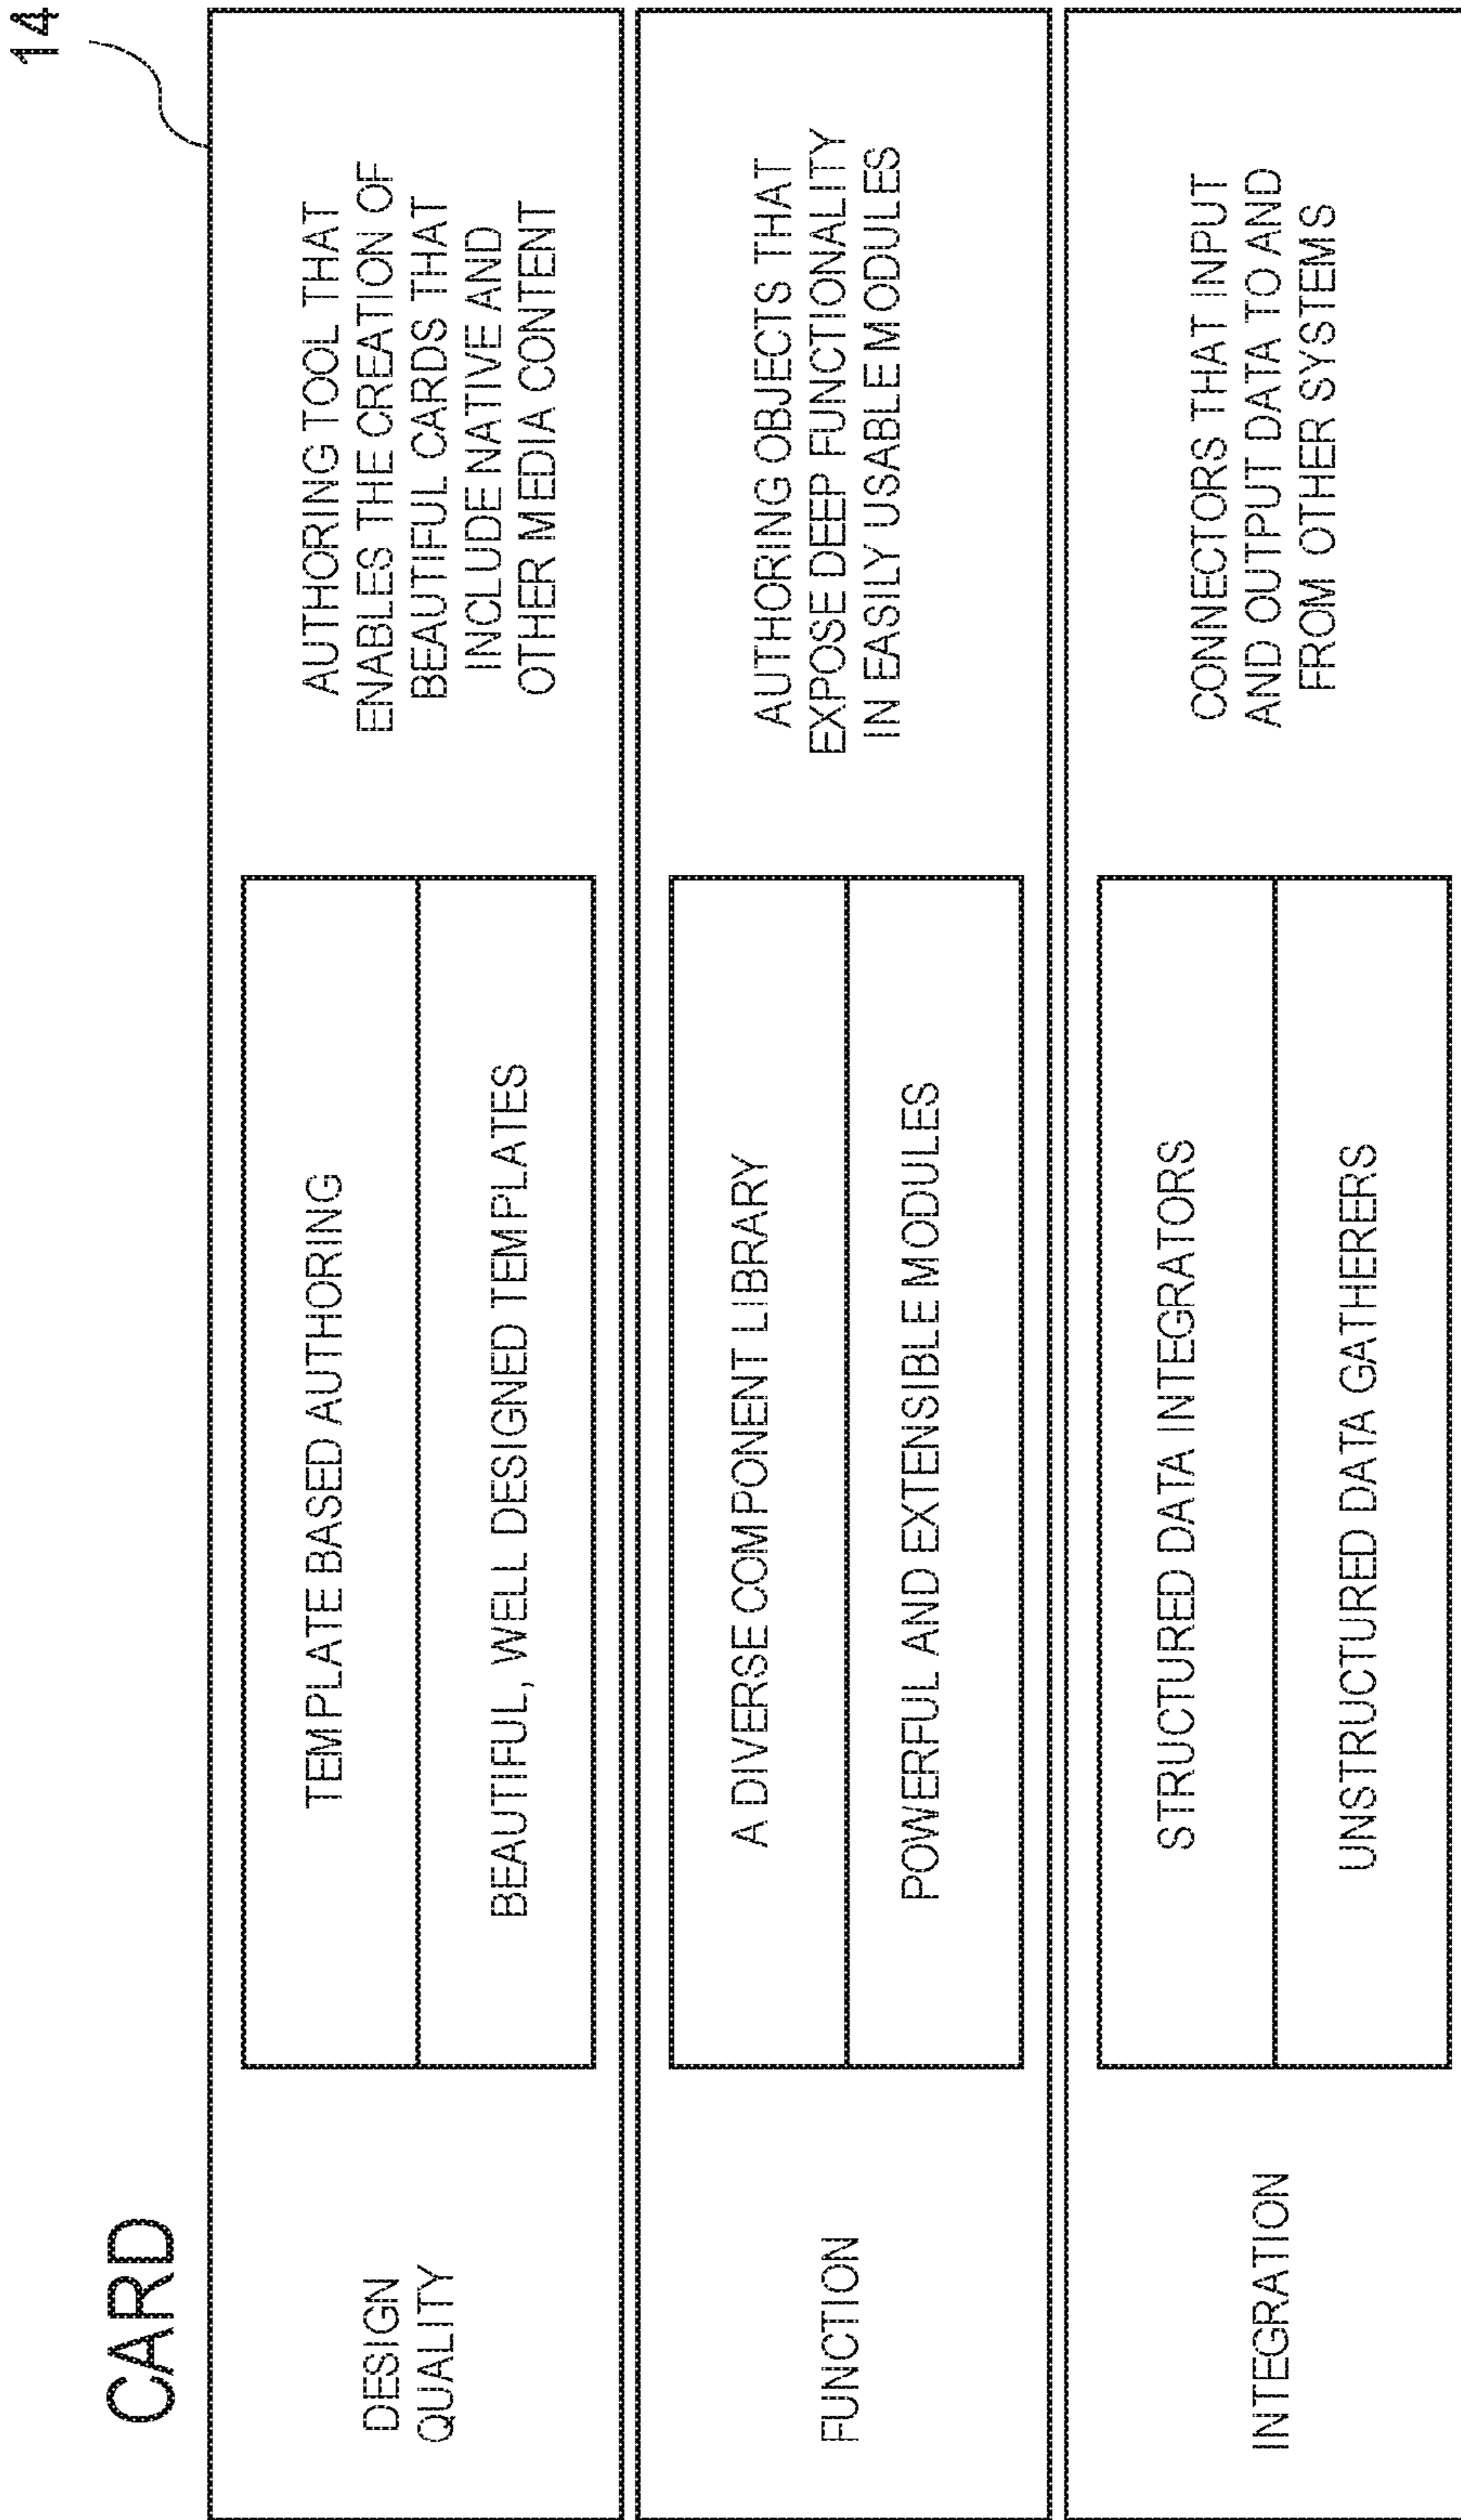 CARD
14
DESIGN
QUALITY
TEMPLATE BASED AUTHORING
BEAUTIFUL, WELL DESIGNED TEMPLATES
AUTHORING TOOL THAT
ENABLES THE CREATION OF
BEAUTIFUL CARDS THAT
INCLUDE NATIVE AND
OTHER MEDIA CONTENT
FUNCTION
A DIVERSE COMPONENT LIBRARY
POWERFUL AND EXTENSIBLE MODULES
AUTHORING OBJECTS THAT
EXPOSE DEEP FUNCTIONALITY
IN EASILY USABLE MODULES
INTEGRATION
STRUCTURED DATA INTEGRATORS
UNSTRUCTURED DATA GATHERERS
CONNECTORS THAT INPUT
AND OUTPUT DATA TO AND
FROM OTHER SYSTEMS